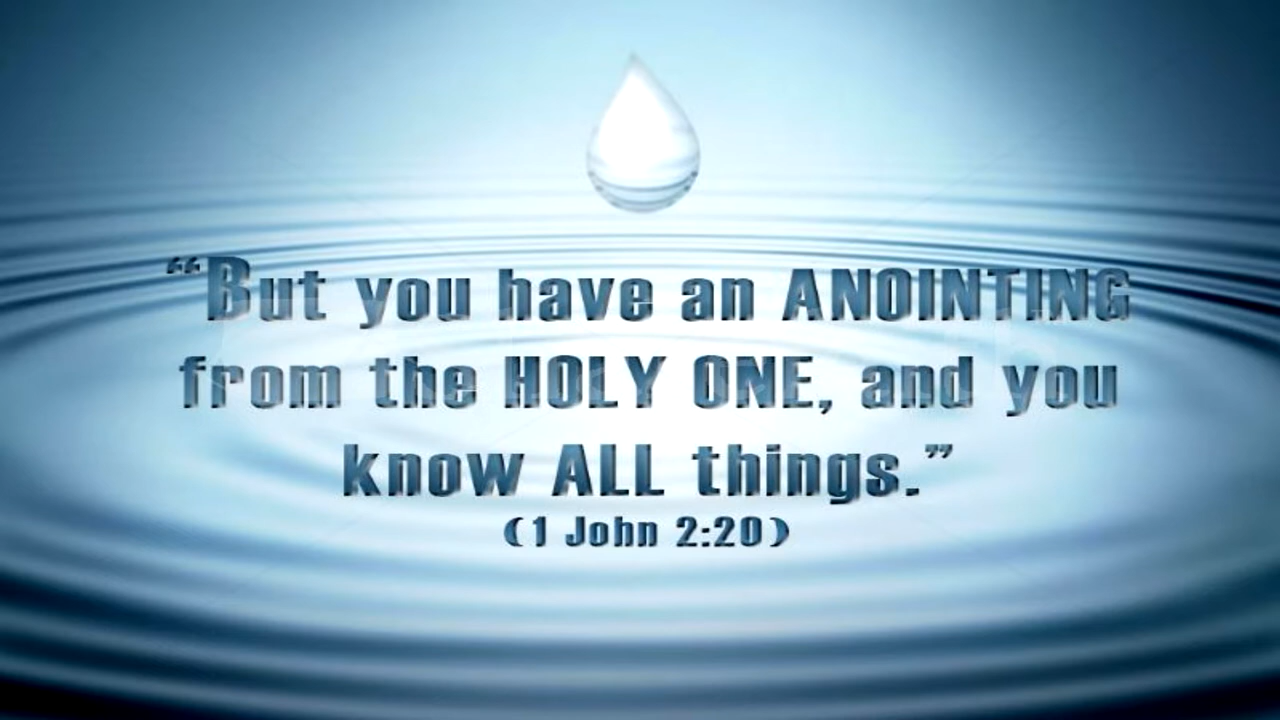 “But you have an ANOINTING
from the HOLY ONE, and you
know ALL things.”
(1 John 2:20)